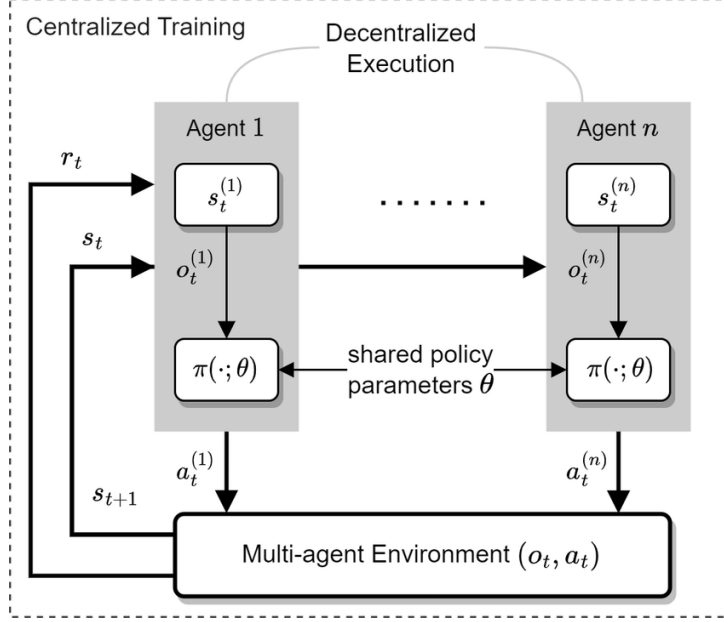 Centralized Training
Decentralized
Execution
Agent 1
Agent n
r_t
s_t^{(1)}
.......
s_t^{(n)}
s_t
o_t^{(1)}
o_t^{(n)}
π(·; θ)
shared policy
parameters θ
π(·; θ)
a_t^{(1)}
a_t^{(n)}
s_{t+1}
Multi-agent Environment (o_t, a_t)